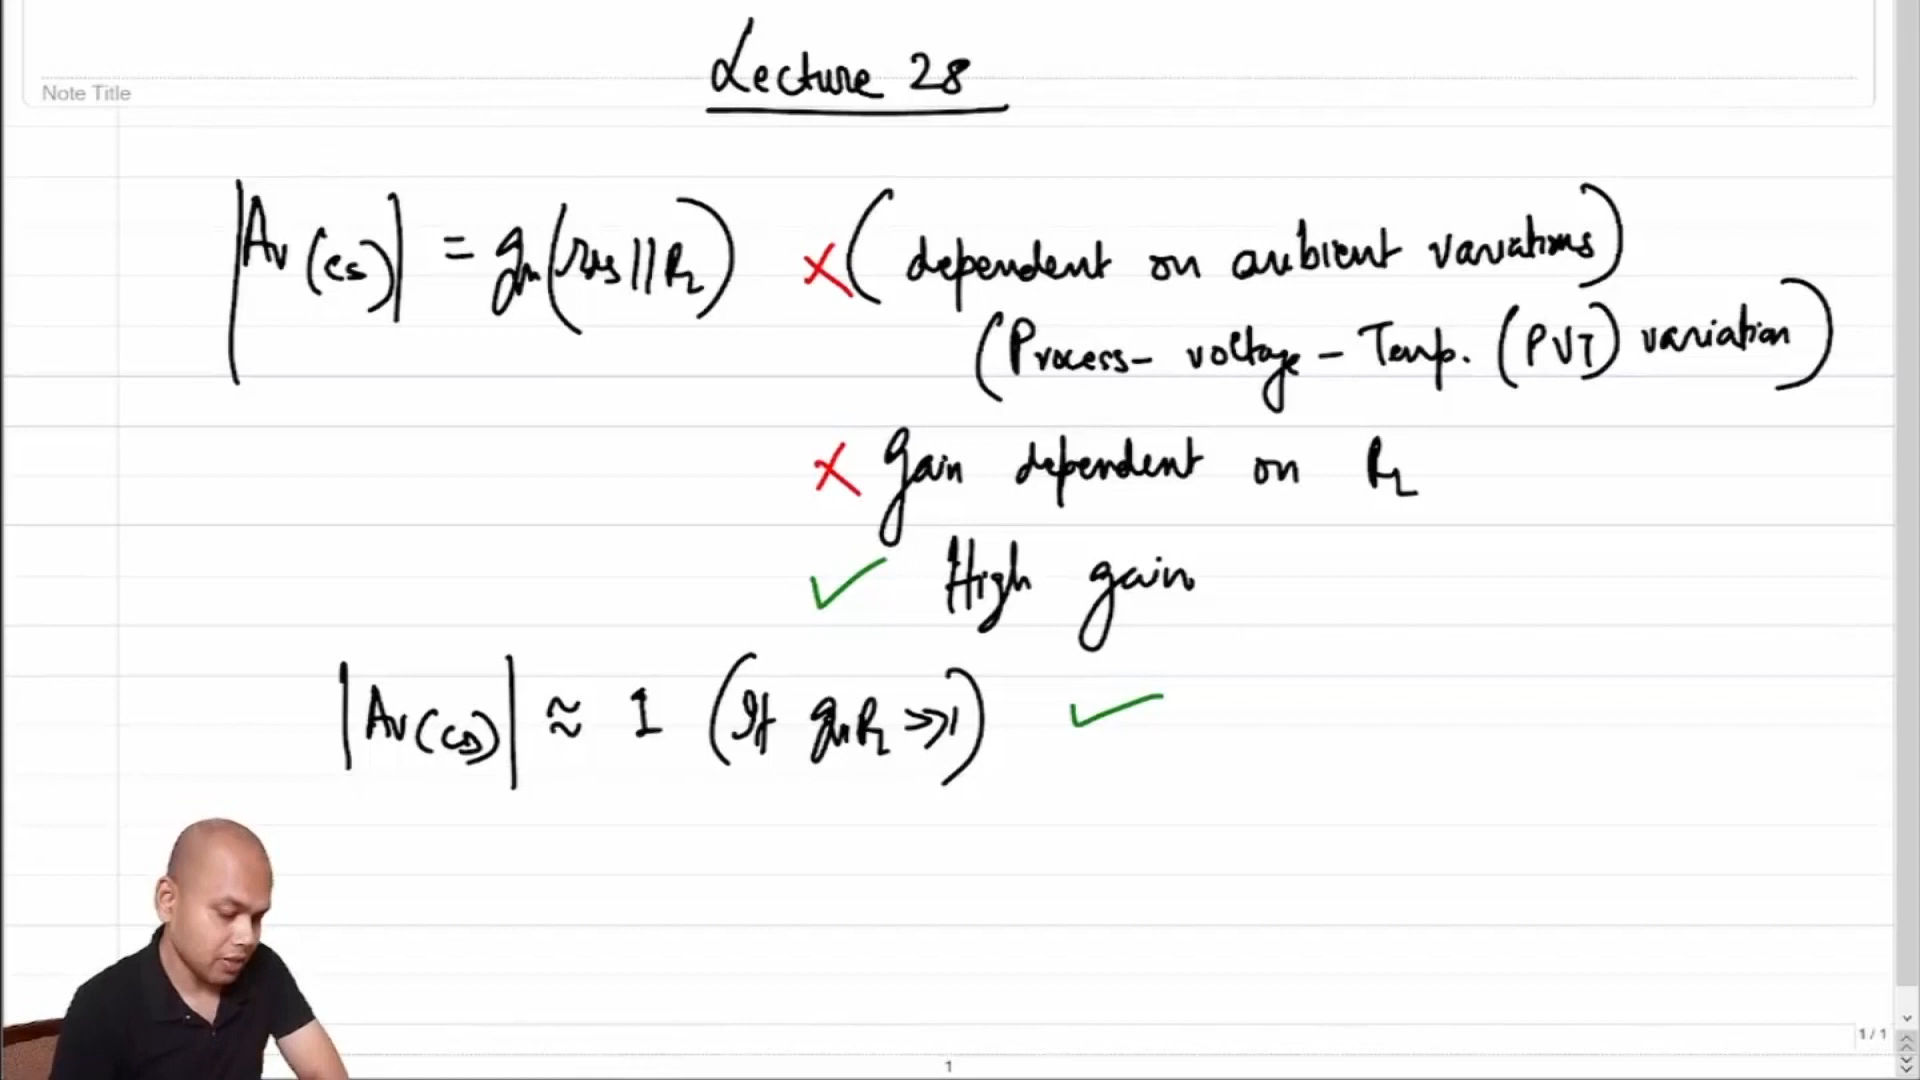 Lecture 28
Note Title
|Av(cs)| = gm(rds||RL) × (dependent on ambient variations)
(Process- voltage - Temp. (PVT) variation)
× Gain dependent on RL
✓ High gain
|Av(CD)| ≈ 1 (If gmRL >>1) ✓
1/1
1